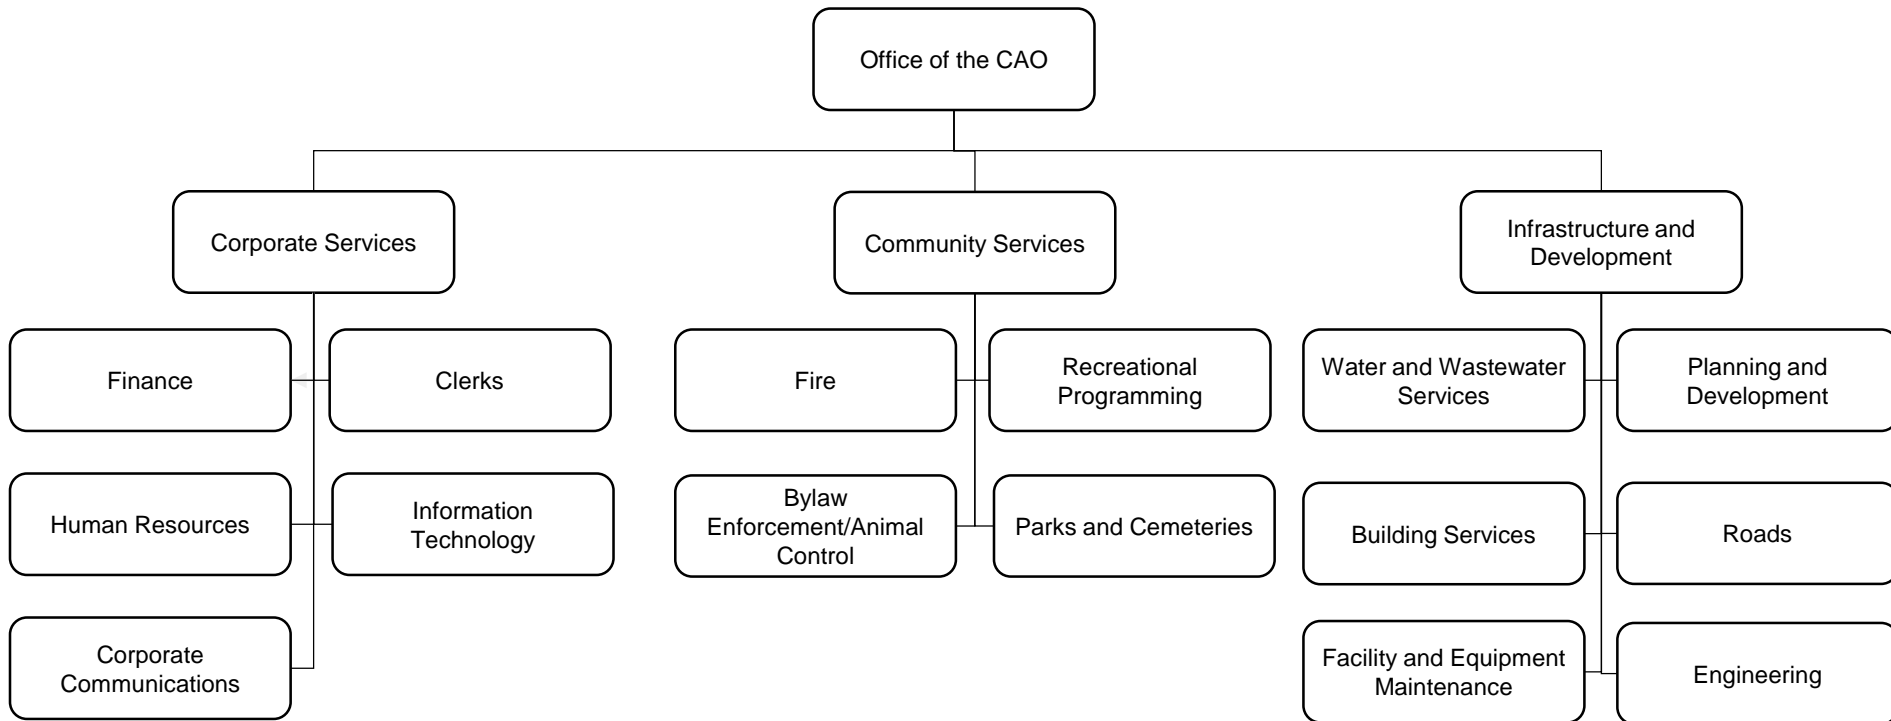 Office of the CAO
Corporate Services
Community Services
Infrastructure and
Development
Finance
Clerks
Fire
Recreational
Programming
Water and Wastewater
Services
Planning and
Development
Human Resources
Information
Technology
Bylaw
Enforcement/Animal
Control
Parks and Cemeteries
Building Services
Roads
Corporate
Communications
Facility and Equipment
Maintenance
Engineering